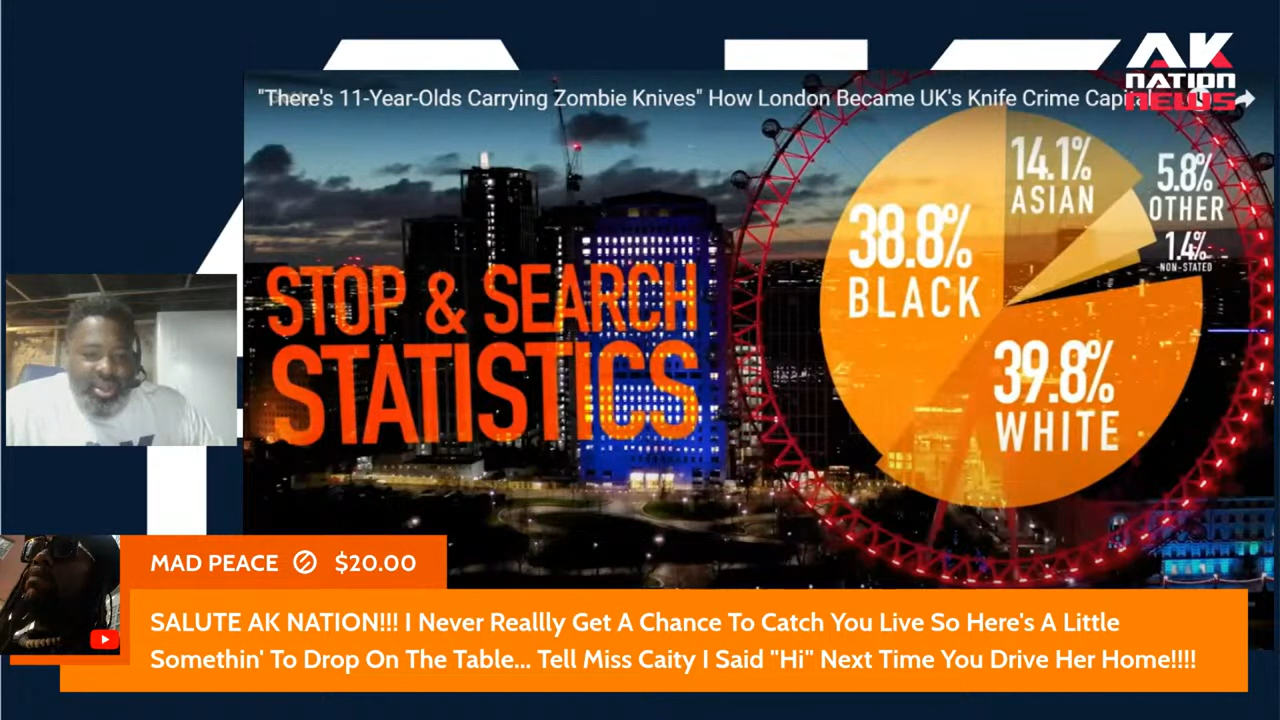 "There's 11-Year-Olds Carrying Zombie Knives" How London Became UK's Knife Crime Capital
AK
NATION
NEWS
STOP & SEARCH
STATISTICS
38.8%
BLACK
14.1%
ASIAN
5.8%
OTHER
1.4%
NON-STATED
39.8%
WHITE
MAD PEACE $20.00
SALUTE AK NATION!!! I Never Reallly Get A Chance To Catch You Live So Here's A Little
Somethin' To Drop On The Table... Tell Miss Caity I Said "Hi" Next Time You Drive Her Home!!!!